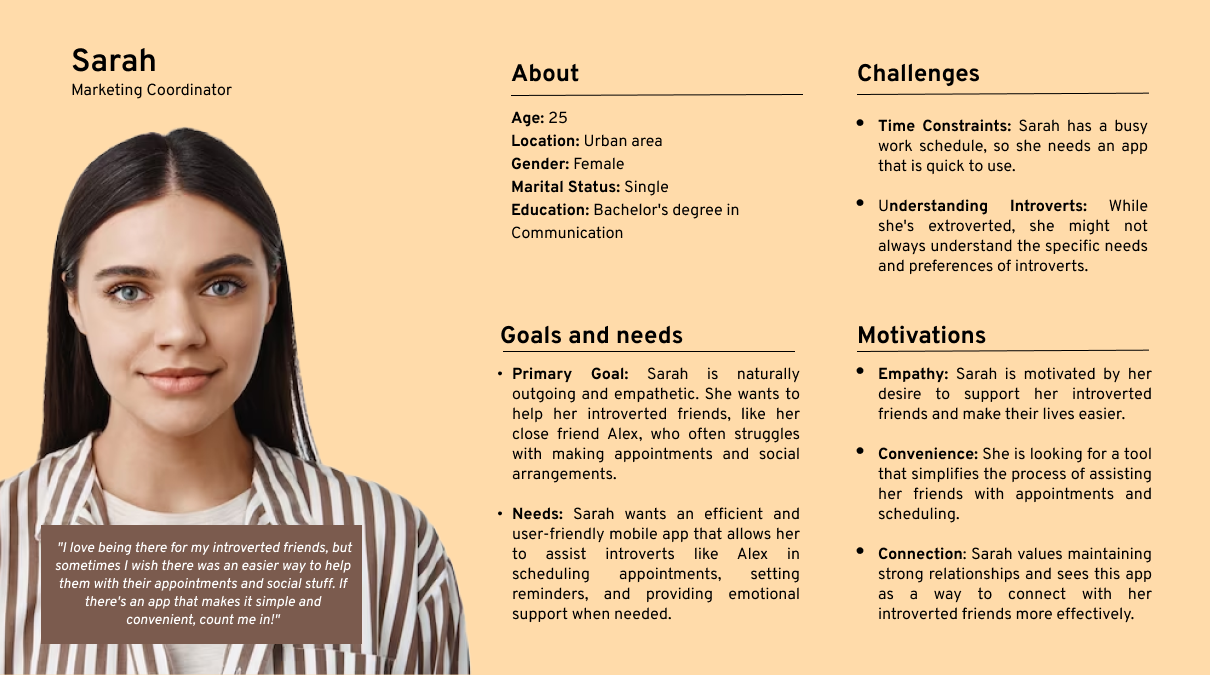 Sarah
Marketing Coordinator
"I love being there for my introverted friends, but
sometimes I wish there was an easier way to help
them with their appointments and social stuff. If
there's an app that makes it simple and
convenient, count me in!"
About
Age: 25
Location: Urban area
Gender: Female
Marital Status: Single
Education: Bachelor's degree in
Communication
Goals and needs
• Primary Goal: Sarah is naturally
outgoing and empathetic. She wants to
help her introverted friends, like her
close friend Alex, who often struggles
with making appointments and social
arrangements.
• Needs: Sarah wants an efficient and
user-friendly mobile app that allows her
to assist introverts like Alex in
scheduling appointments, setting
reminders, and providing emotional
support when needed.
Challenges
• Time Constraints: Sarah has a busy
work schedule, so she needs an app
that is quick to use.
• Understanding Introverts: While
she's extroverted, she might not
always understand the specific needs
and preferences of introverts.
Motivations
• Empathy: Sarah is motivated by her
desire to support her introverted
friends and make their lives easier.
• Convenience: She is looking for a tool
that simplifies the process of assisting
her friends with appointments and
scheduling.
• Connection: Sarah values maintaining
strong relationships and sees this app
as a way to connect with her
introverted friends more effectively.